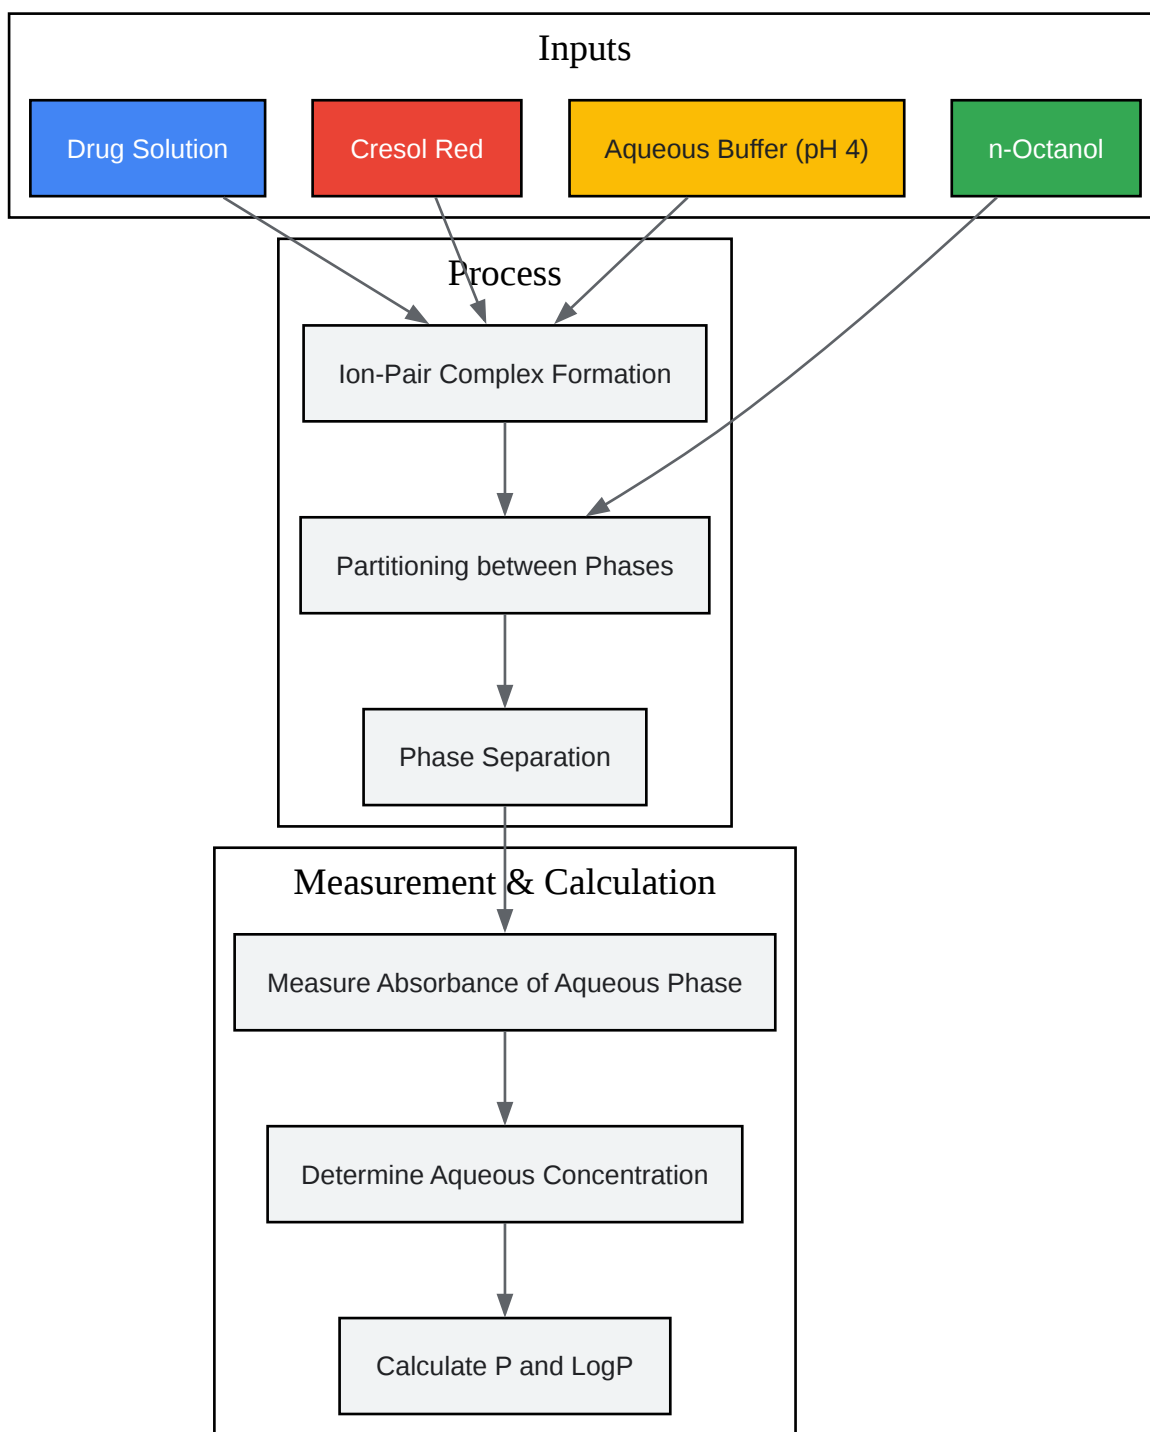 Inputs
Drug Solution
Cresol Red
Aqueous Buffer (pH 4)
n-Octanol
Process
Ion-Pair Complex Formation
Partitioning between Phases
Phase Separation
Measurement & Calculation
Measure Absorbance of Aqueous Phase
Determine Aqueous Concentration
Calculate P and LogP